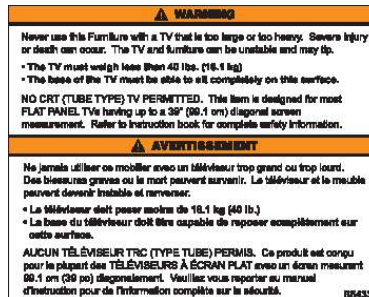 WARNING
Never use this Furniture with a TV that is too large or too heavy. Severe injury
or death can occur. The TV and furniture can be unstable and may tip.
• The TV must weigh less than 40 lbs. (18.1 kg)
• The base of the TV must be able to sit completely on this surface.
NO CRT (TUBE TYPE) TV PERMITTED. This item is designed for most
FLAT PANEL TVs having up to a 39" (99.1 cm) diagonal screen
measurement. Refer to instruction book for complete safety information.
AVERTISSEMENT
Ne jamais utiliser ce mobilier avec un téléviseur trop grand ou trop lourd.
Des blessures graves ou la mort peuvent survenir. Le téléviseur et le meuble
peuvent devenir instable et renverser.
• Le téléviseur doit peser moins de 18.1 kg (40 lb.)
• La base du téléviseur doit être capable de reposer complètement sur
cette surface.
AUCUN TÉLÉVISEUR TRC (TYPE TUBE) PERMIS. Ce produit est conçu
pour le plupart des TÉLÉVISEURS À ÉCRAN PLAT avec un écran mesurant
99.1 cm (39 po) diagonalement. Veuillez vous reporter au manuel
d'instruction pour de l'information complète sur la sécurité.